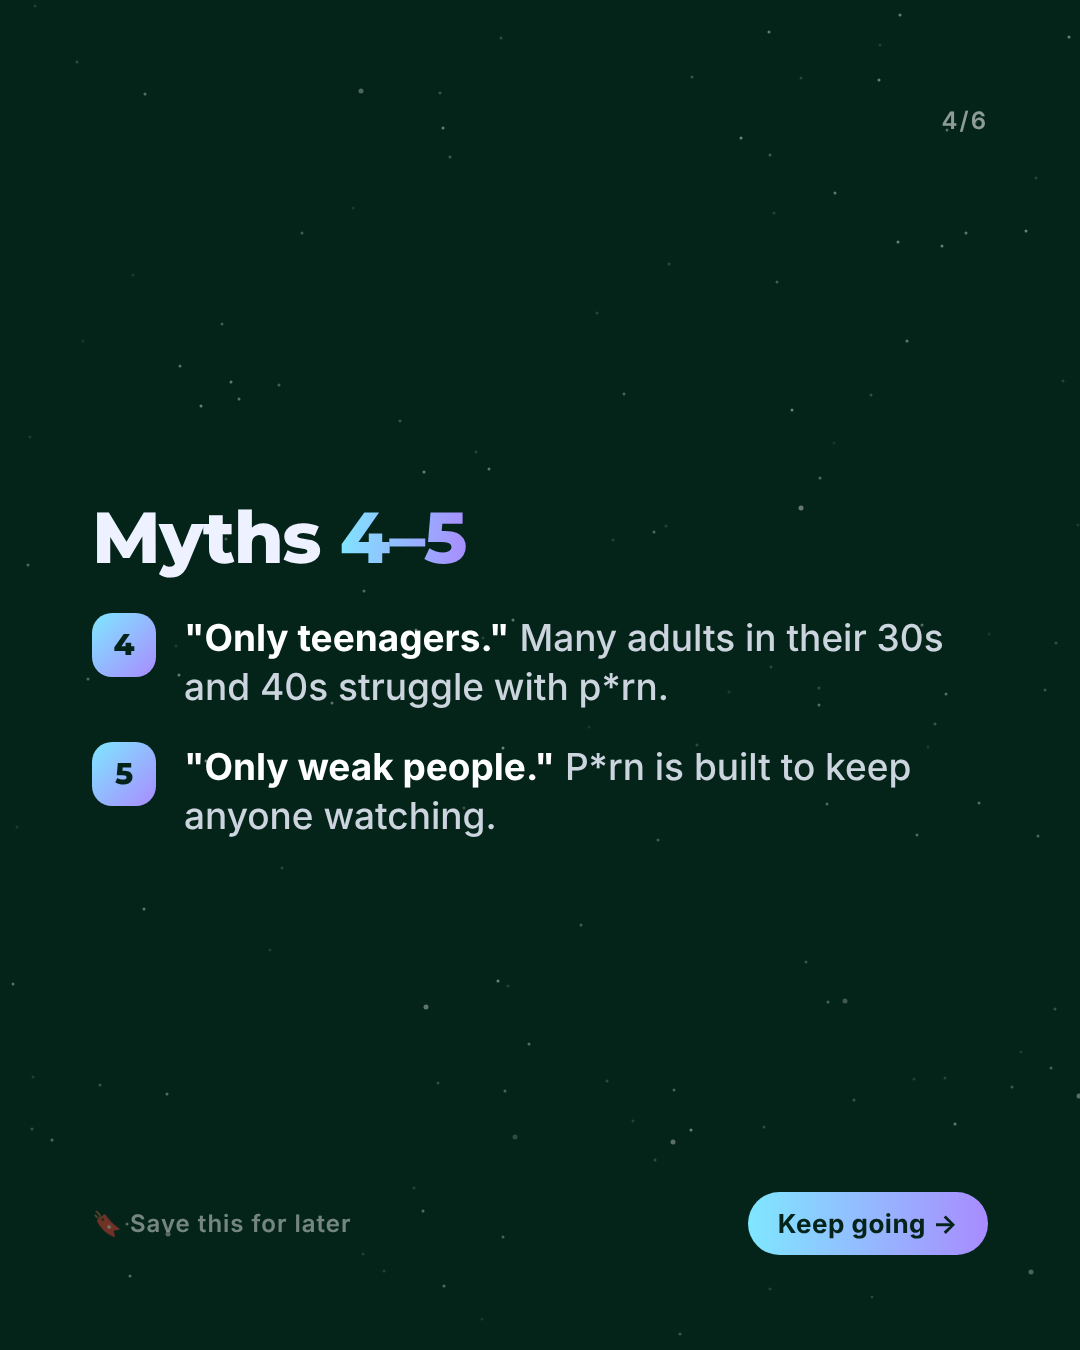 4/6
Myths 4–5
4
"Only teenagers." Many adults in their 30s
and 40s struggle with p*rn.
5
"Only weak people." P*rn is built to keep
anyone watching.
🔖 Save this for later
Keep going →